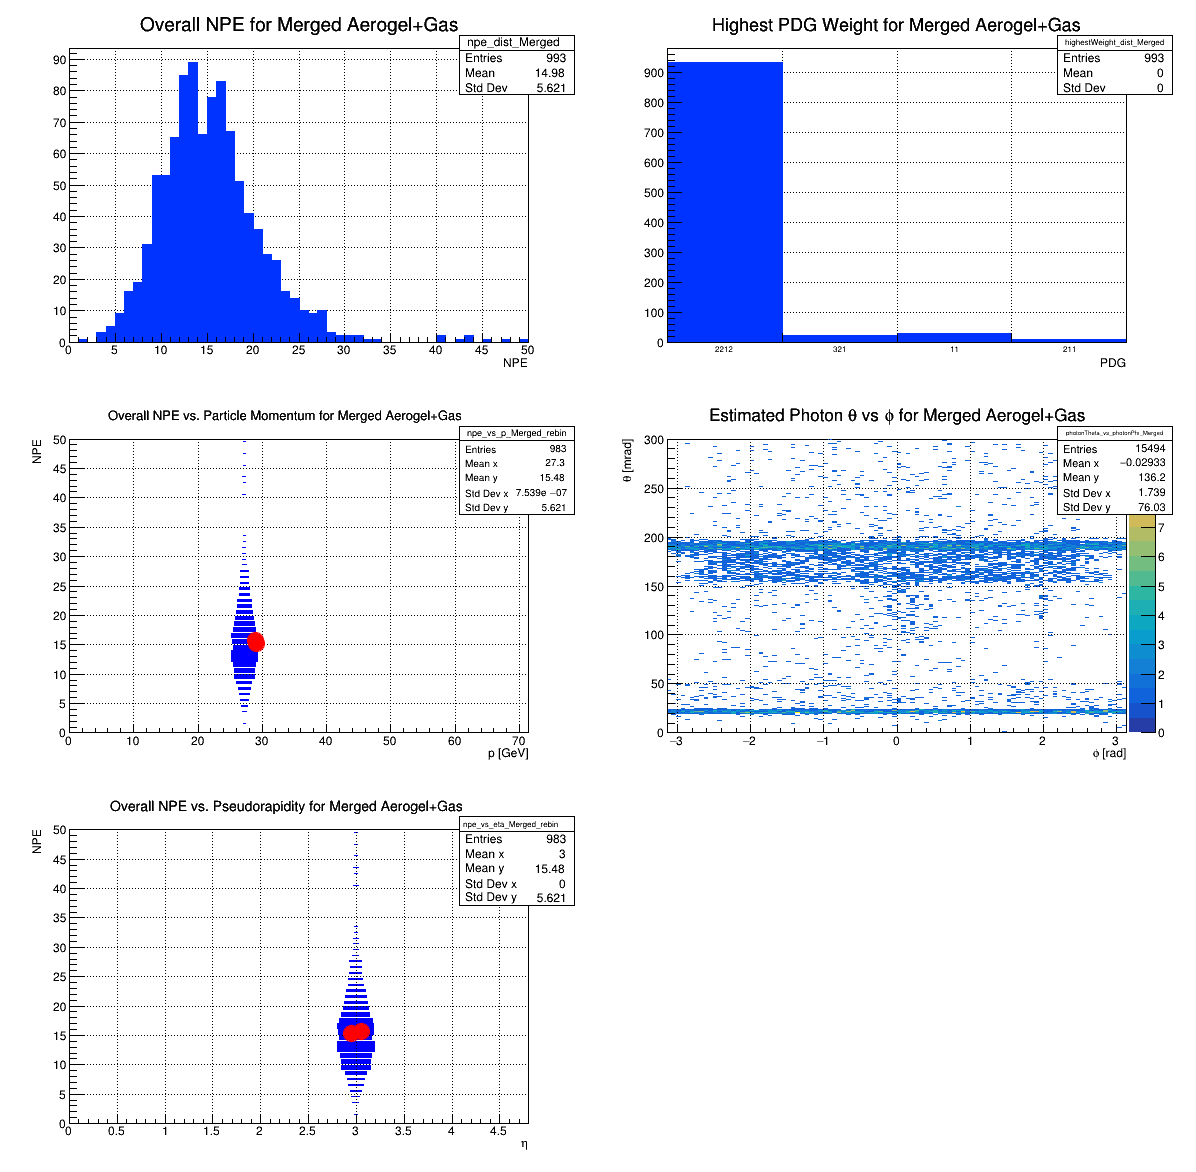 Overall NPE for Merged Aerogel+Gas
npe_dist_Merged
Entries 993
Mean 14.98
Std Dev 5.621
90
80
70
60
50
40
30
20
10
0
0 5 10 15 20 25 30 35 40 45 50
NPE
Highest PDG Weight for Merged Aerogel+Gas
highestWeight_dist_Merged
Entries 993
Mean 0
Std Dev 0
900
800
700
600
500
400
300
200
100
0
2212 321 11 211
PDG
Overall NPE vs. Particle Momentum for Merged Aerogel+Gas
npe_vs_p_Merged_rebin
Entries 983
Mean x 27.3
Mean y 15.48
Std Dev x 7.539e −07
Std Dev y 5.621
NPE
50
45
40
35
30
25
20
15
10
5
0
0 10 20 30 40 50 60 70
p [GeV]
Estimated Photon θ vs ϕ for Merged Aerogel+Gas
photonTheta_vs_photonPhi_Merged
Entries 15494
Mean x −0.02933
Mean y 136.2
Std Dev x 1.739
Std Dev y 76.03
θ [mrad]
300
250
200
150
100
50
0
−3 −2 −1 0 1 2 3
ϕ [rad]
7
6
5
4
3
2
1
0
Overall NPE vs. Pseudorapidity for Merged Aerogel+Gas
npe_vs_eta_Merged_rebin
Entries 983
Mean x 3
Mean y 15.48
Std Dev x 0
Std Dev y 5.621
NPE
50
45
40
35
30
25
20
15
10
5
0
0 0.5 1 1.5 2 2.5 3 3.5 4 4.5
η